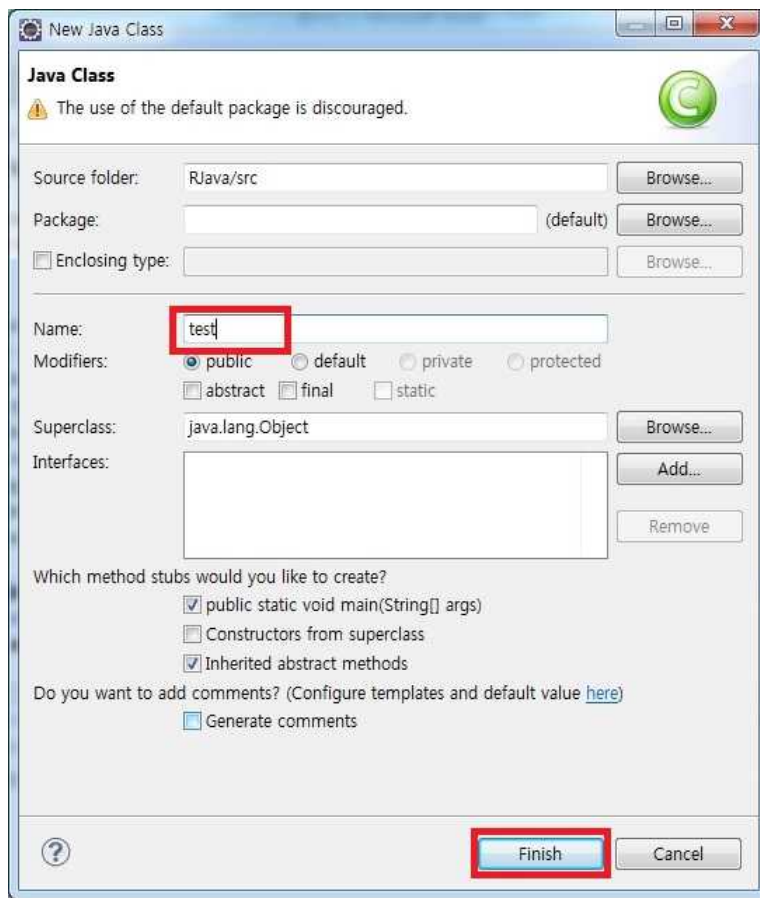 New Java Class
Java Class
The use of the default package is discouraged.
Source folder: RJava/src Browse...
Package: (default) Browse...
Enclosing type: Browse...
Name: test
Modifiers: public default private protected
abstract final static
Superclass: java.lang.Object Browse...
Interfaces: Add...
Remove
Which method stubs would you like to create?
public static void main(String[] args)
Constructors from superclass
Inherited abstract methods
Do you want to add comments? (Configure templates and default value here)
Generate comments
? Finish Cancel